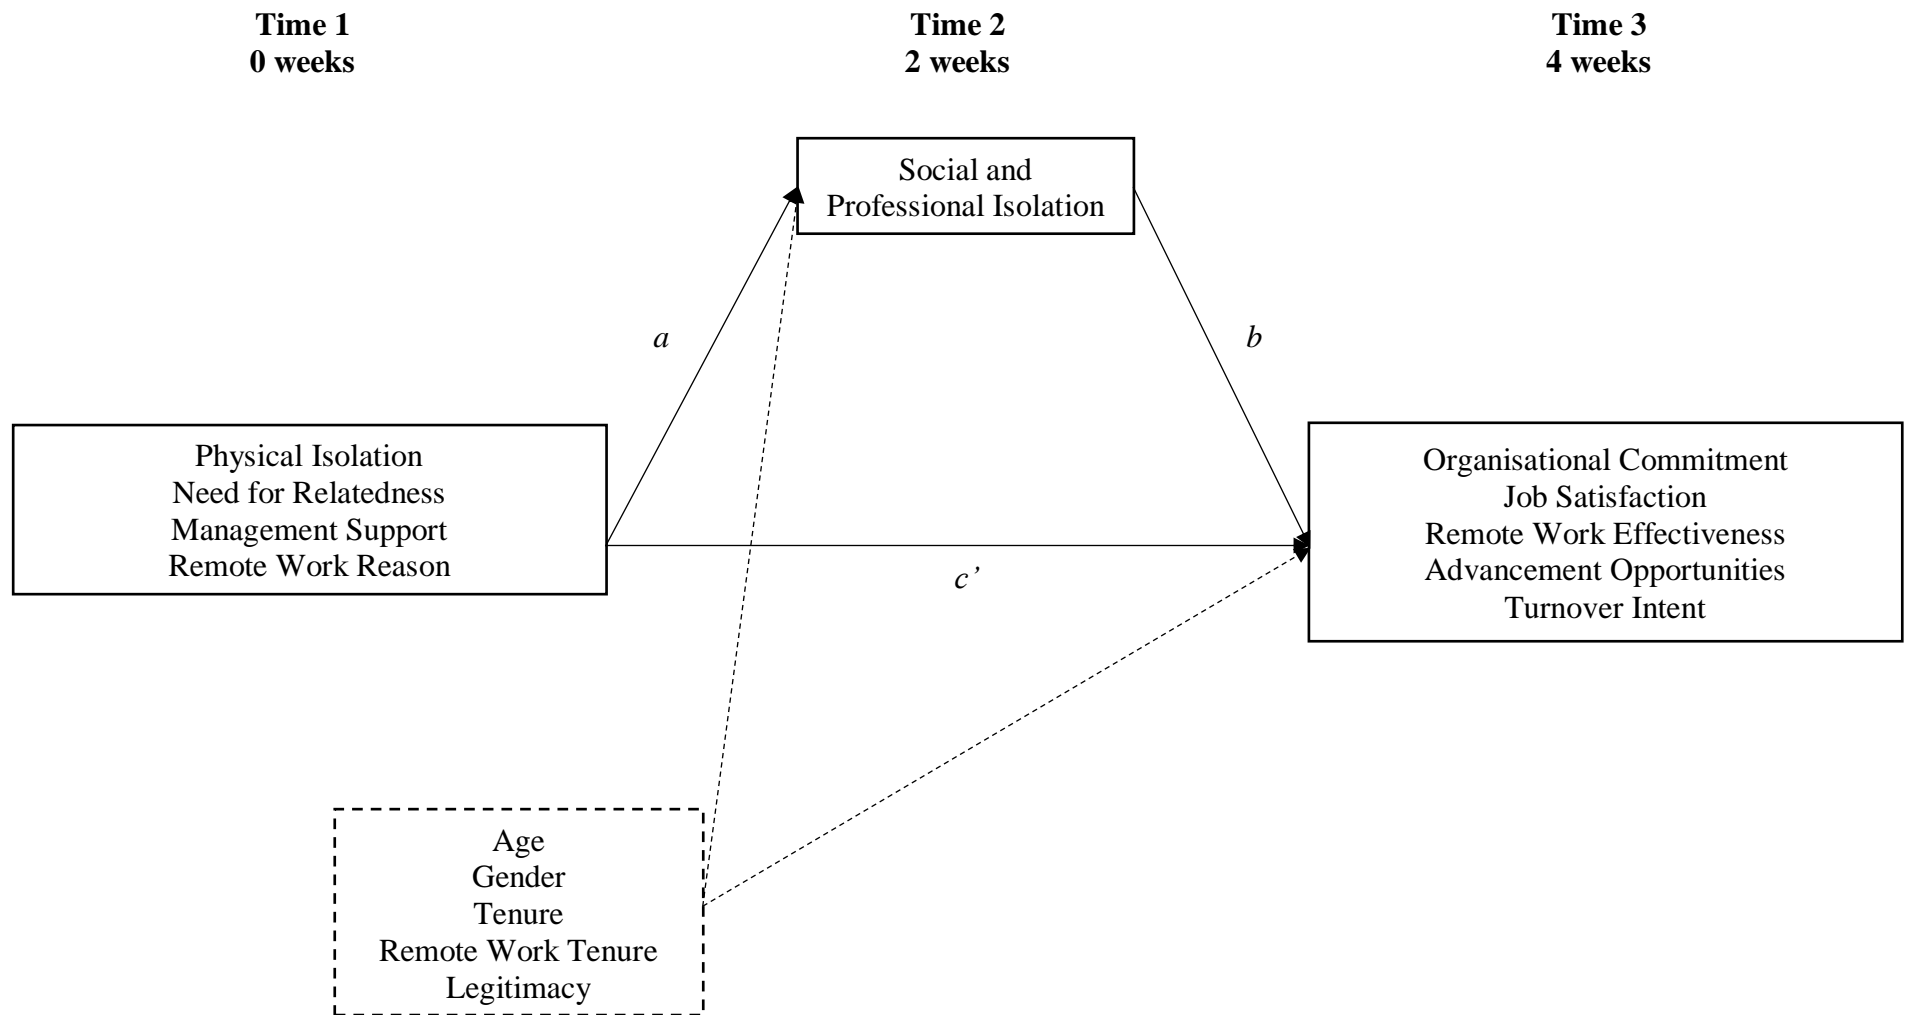 Time 1
0 weeks
Time 2
2 weeks
Time 3
4 weeks
Social and
Professional Isolation
a
b
Physical Isolation
Need for Relatedness
Management Support
Remote Work Reason
c’
Organisational Commitment
Job Satisfaction
Remote Work Effectiveness
Advancement Opportunities
Turnover Intent
Age
Gender
Tenure
Remote Work Tenure
Legitimacy